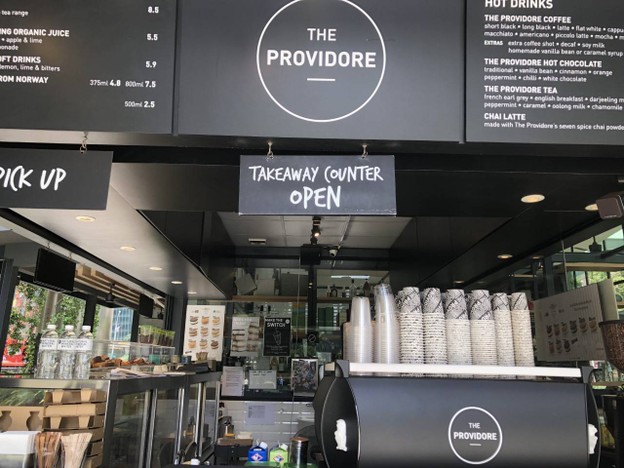 tea range 8.5
ING ORGANIC JUICE
• apple & lime 5.5
onade
OFT DRINKS
lemon, lime & bitters 5.9
ROM NORWAY 375ml 4.8 800ml 7.5
500ml 2.5
THE
PROVIDORE
HOT DRINKS
THE PROVIDORE COFFEE
short black • long black • latte • flat white • cappu
macchiato • americano • piccolo latte • mocha • m
EXTRAS extra coffee shot • decaf • soy milk
homemade vanilla bean or caramel syrup
THE PROVIDORE HOT CHOCOLATE
traditional • vanilla bean • cinnamon • orange
peppermint • chilli • white chocolate
THE PROVIDORE TEA
french earl grey • english breakfast • darjeeling m
peppermint • caramel • oolong milk • chamomile
CHAI LATTE
made with The Providore's seven spice chai powde
PICK UP
TAKEAWAY COUNTER
OPEN
MAKE THE
SWITCH
THE
PROVIDORE